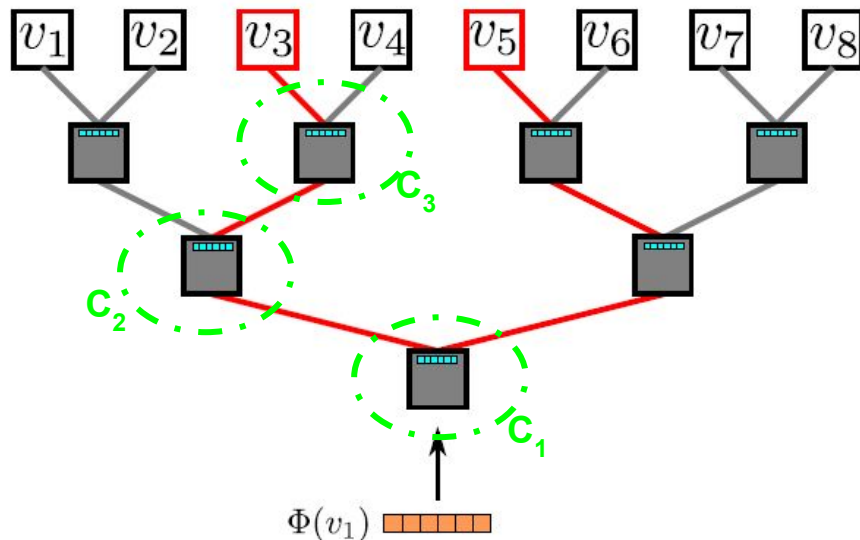 v₁ v₂ v₃ v₄ v₅ v₆ v₇ v₈
C₃
C₂
C₁
Φ(v₁)